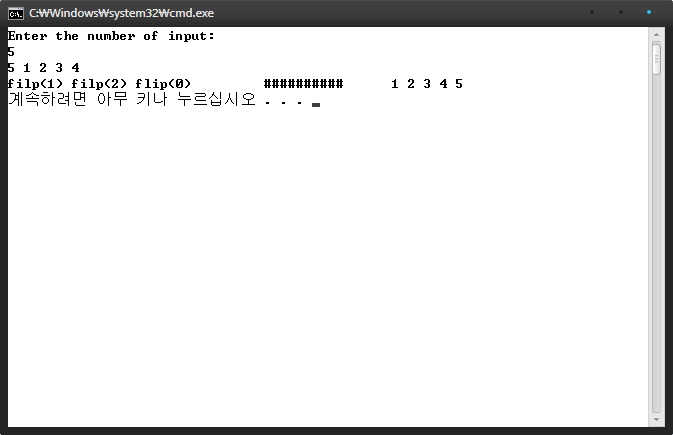 C:₩Windows₩system32₩cmd.exe
Enter the number of input:
5
5 1 2 3 4
filp(1) filp(2) flip(0) ########## 1 2 3 4 5
계속하려면 아무 키나 누르십시오 . . .